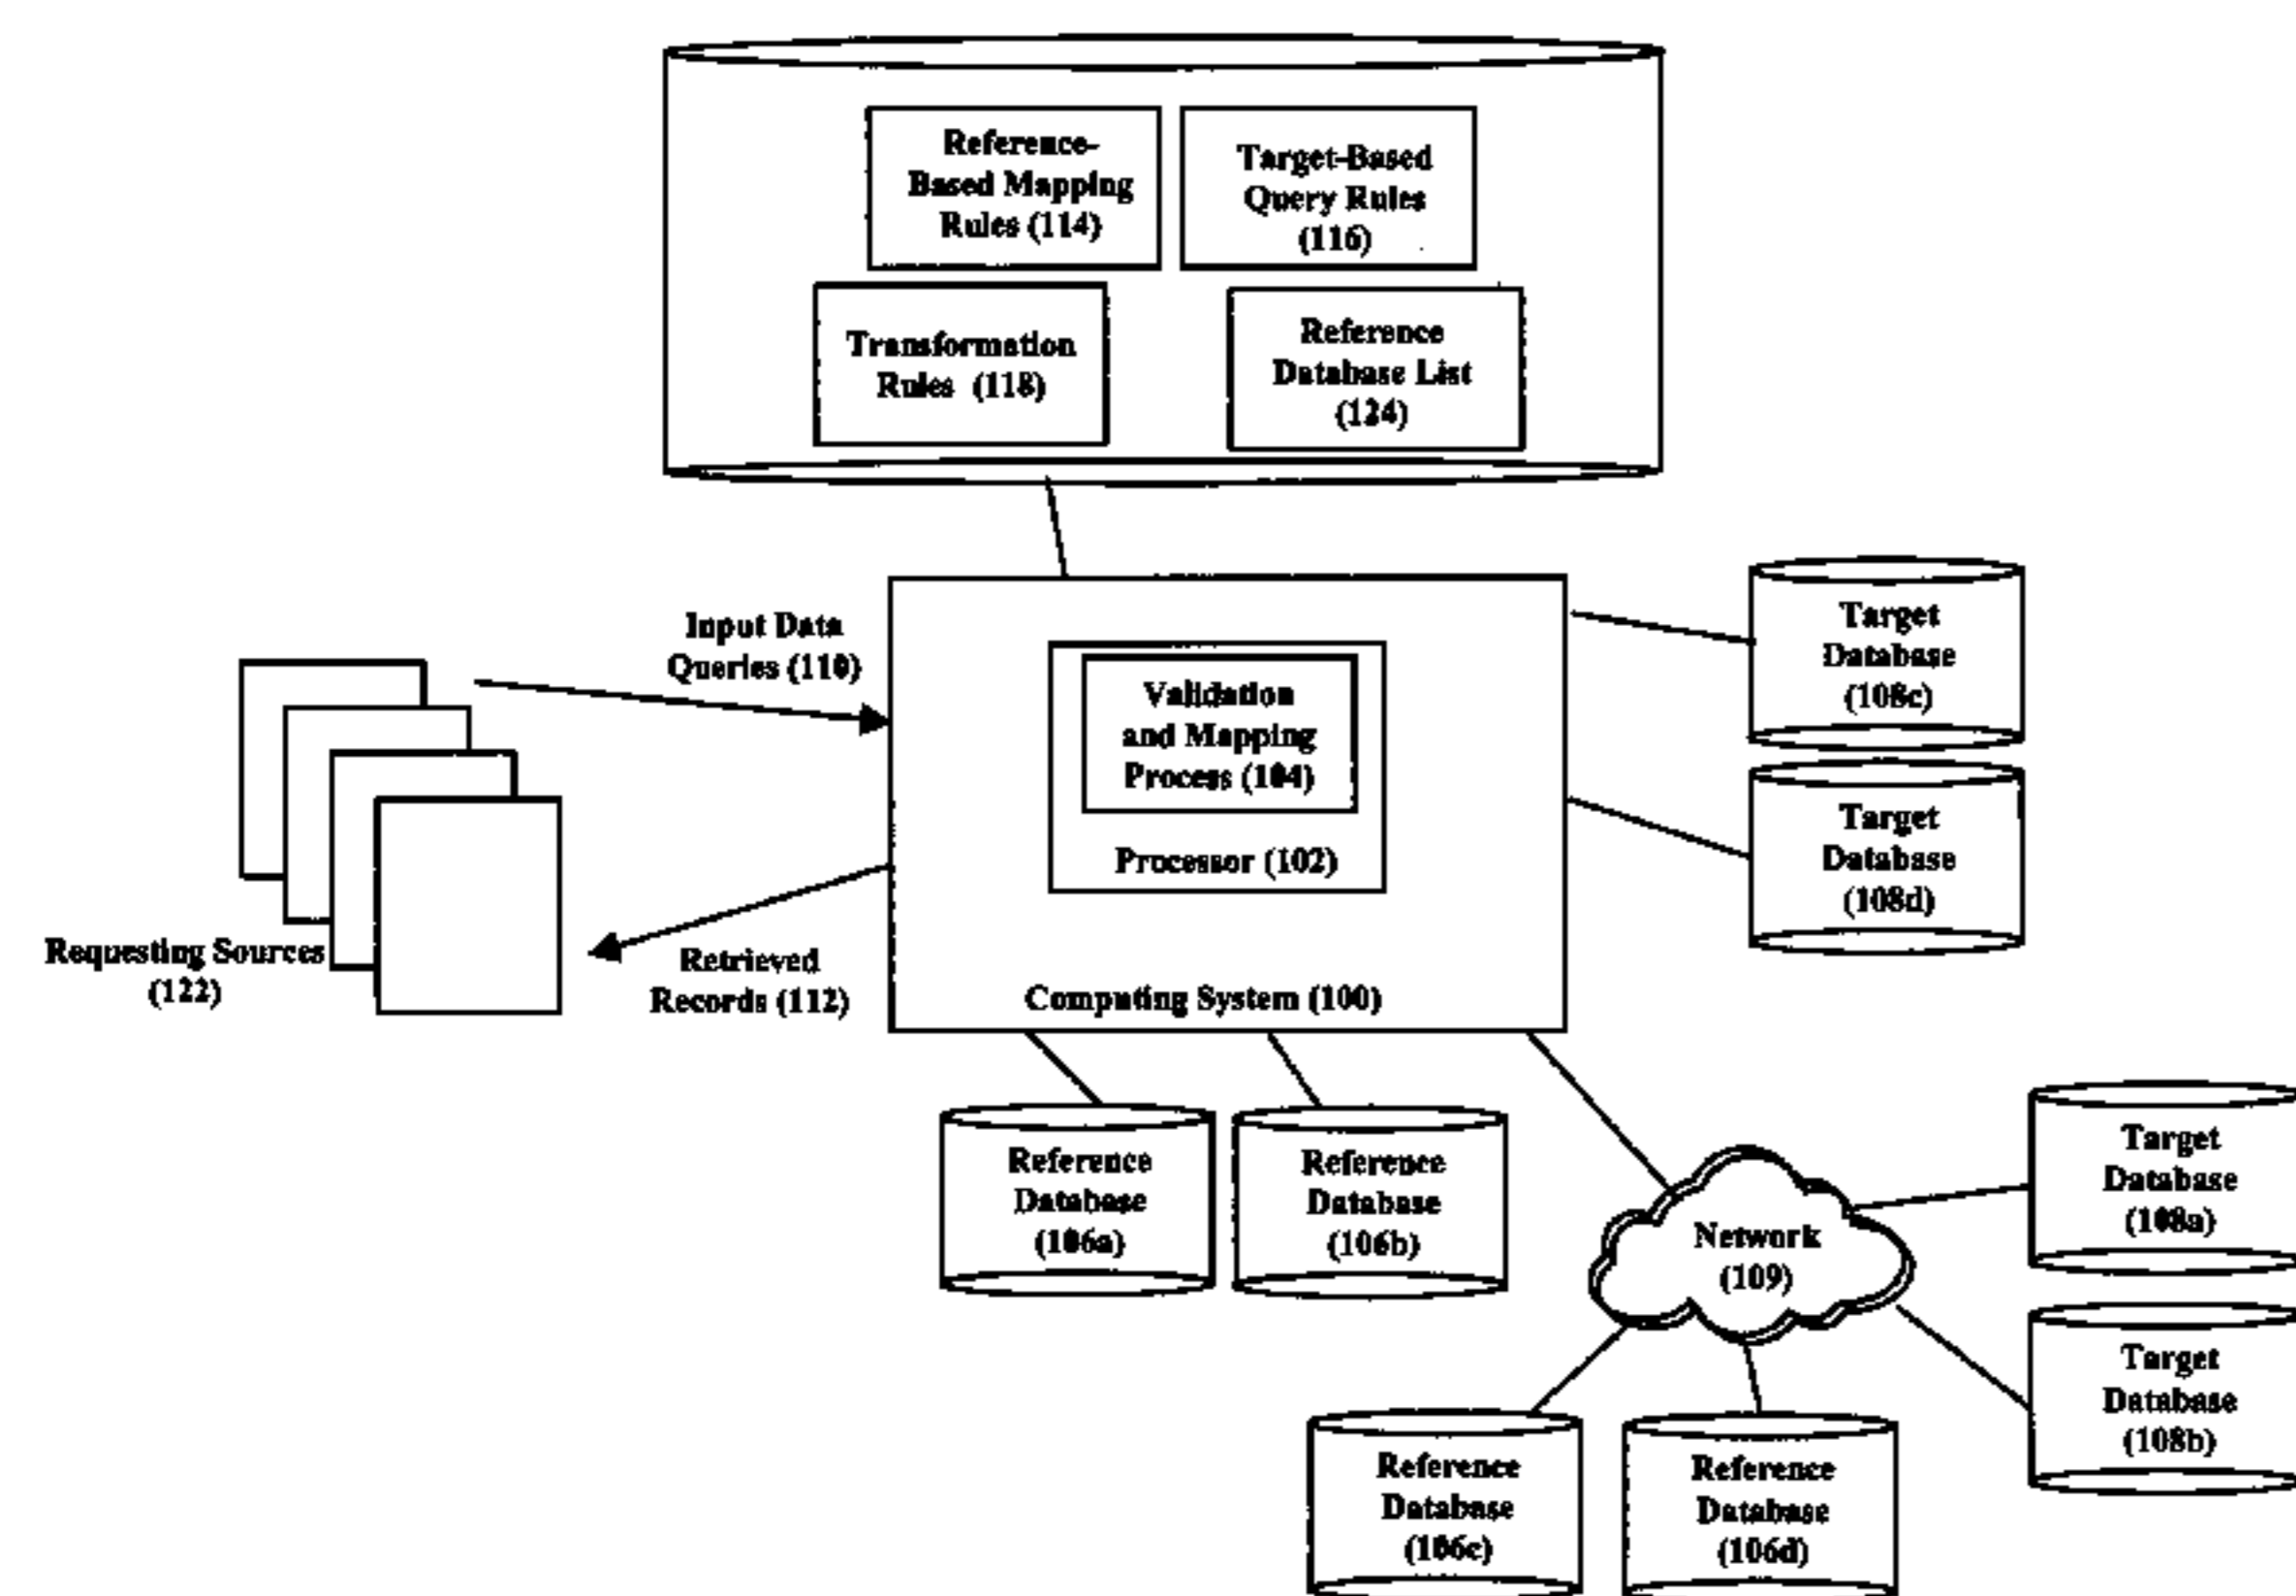 Reference-
Based Mapping
Rules (114)
Target-Based
Query Rules
(116)
Transformation
Rules (118)
Reference
Database List
(124)
Input Data
Queries (110)
Validation
and Mapping
Process (104)
Processor (102)
Computing System (100)
Requesting Sources
(122)
Retrieved
Records (112)
Target
Database
(108c)
Target
Database
(108d)
Reference
Database
(106a)
Reference
Database
(106b)
Network
(109)
Target
Database
(108a)
Target
Database
(108b)
Reference
Database
(106c)
Reference
Database
(106d)